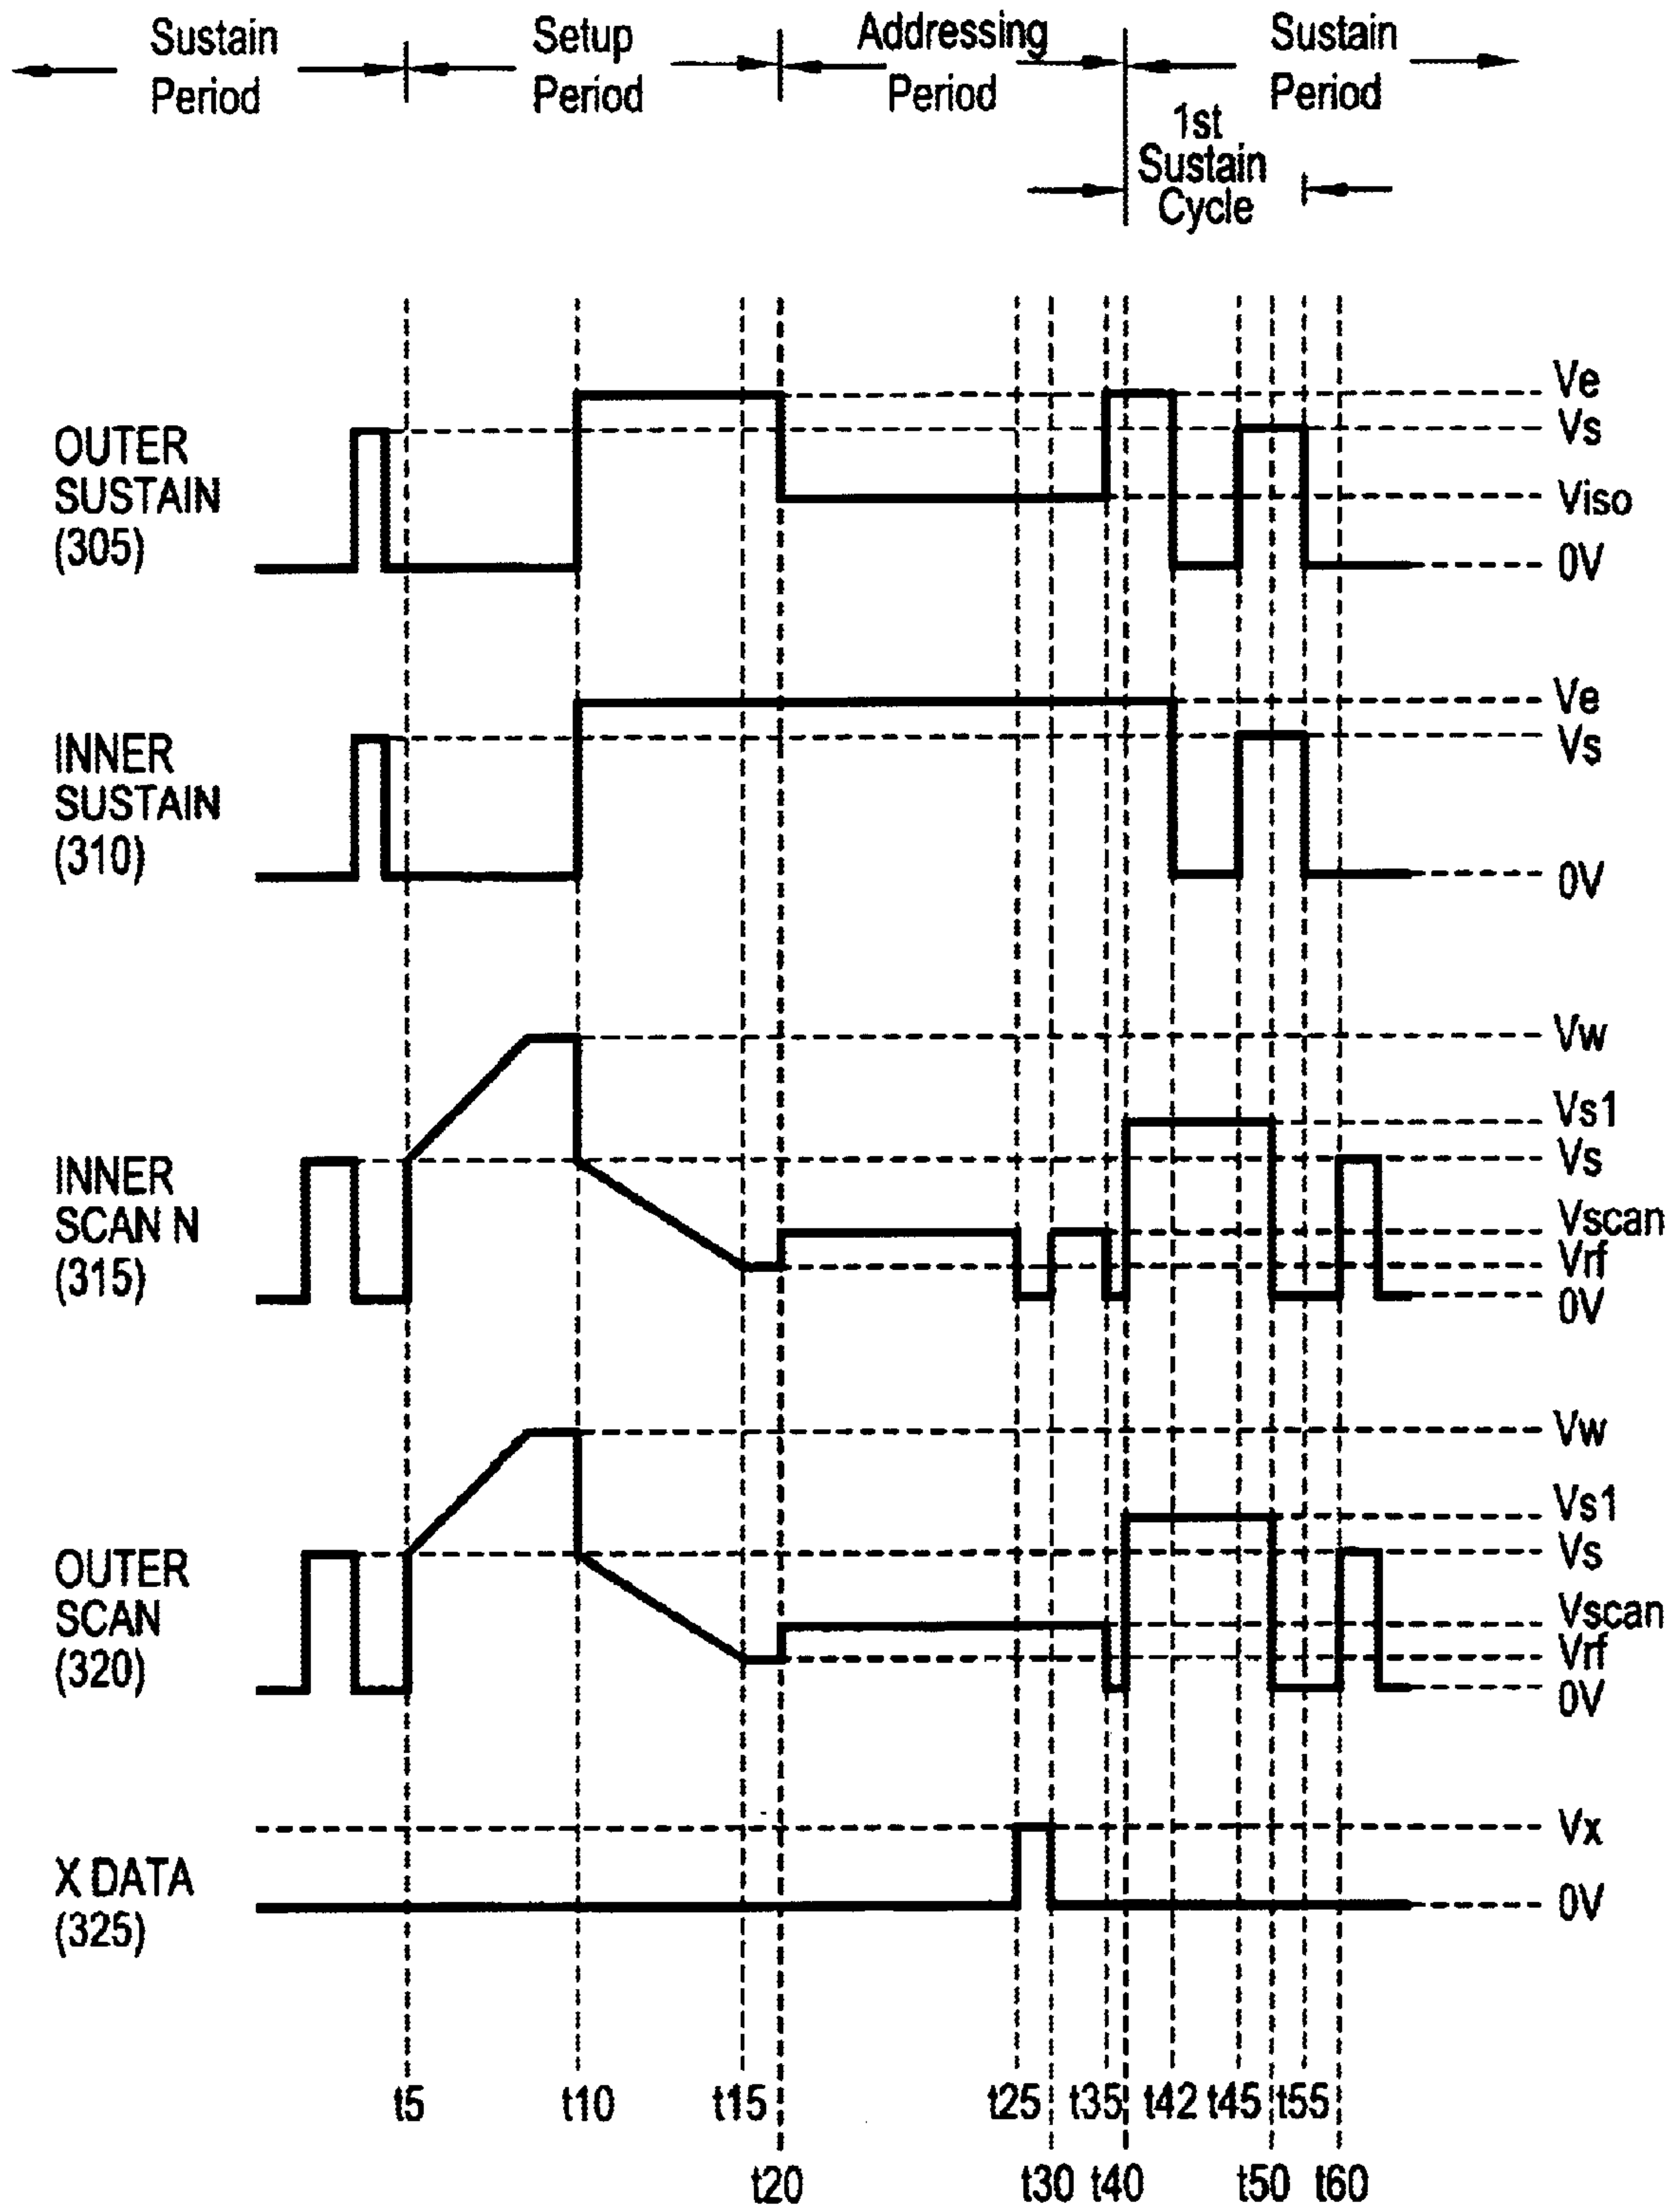 Sustain
Period
Setup
Period
Addressing
Period
Sustain
Period
1st
Sustain
Cycle
OUTER
SUSTAIN
(305)
Ve
Vs
Viso
0V
INNER
SUSTAIN
(310)
Ve
Vs
0V
INNER
SCAN N
(315)
Vw
Vs1
Vs
Vscan
Vrf
0V
OUTER
SCAN
(320)
Vw
Vs1
Vs
Vscan
Vrf
0V
X DATA
(325)
Vx
0V
t5 t10 t15 t25 t35 t42 t45 t55
t20 t30 t40 t50 t60